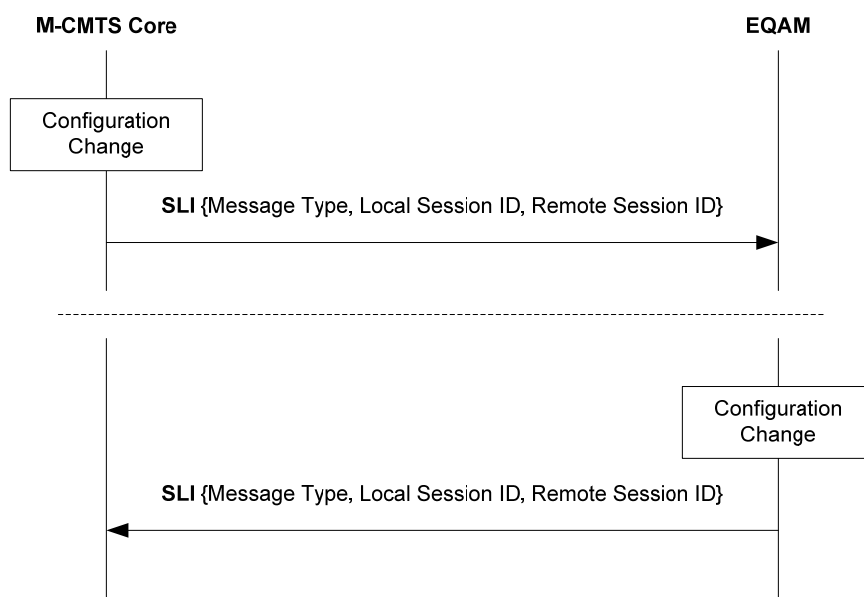 M-CMTS Core
EQAM
Configuration
Change
SLI {Message Type, Local Session ID, Remote Session ID}
Configuration
Change
SLI {Message Type, Local Session ID, Remote Session ID}